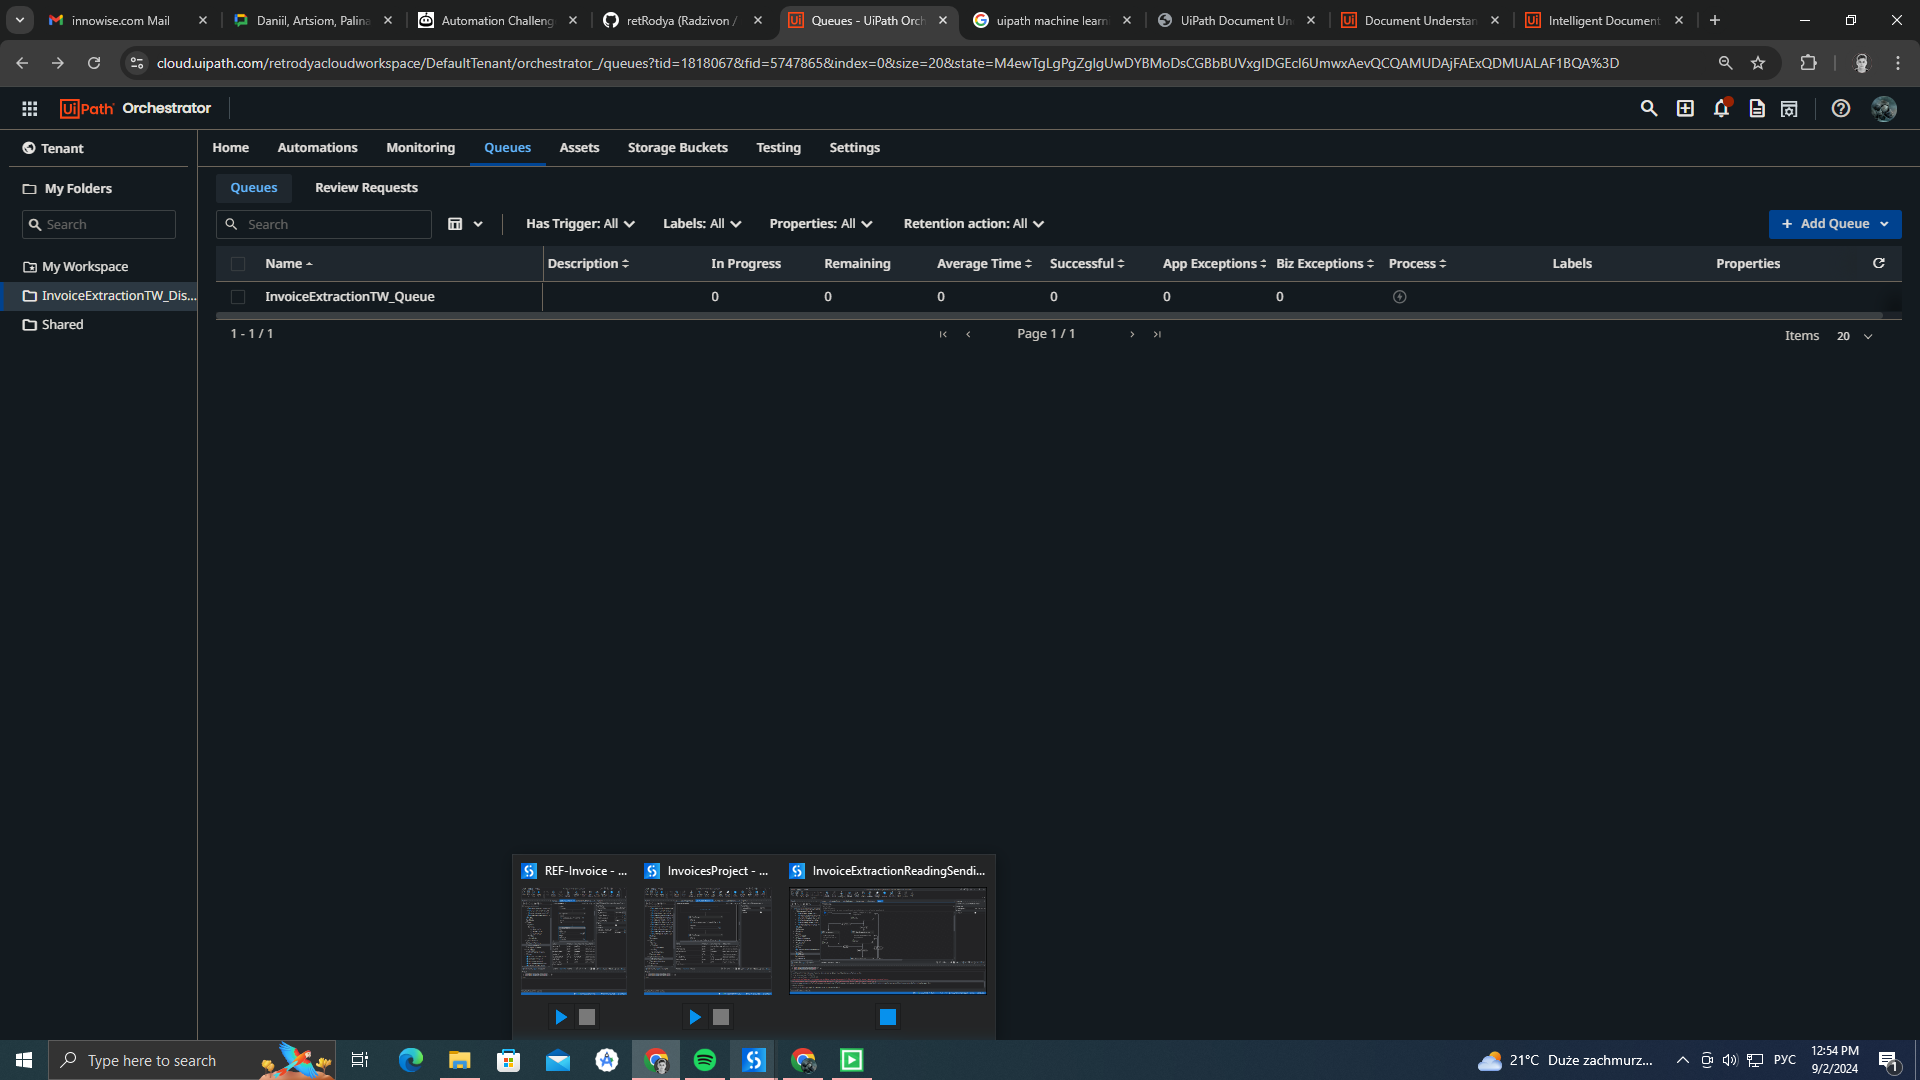 innowise.com Mail
Daniil, Artsiom, Palina
Automation Challeng
retRodya (Radzivon /
Queues - UiPath Orch
uipath machine learn
UiPath Document Un
Document Understan
Intelligent Document
cloud.uipath.com/retrodyacloudworkspace/DefaultTenant/orchestrator_/queues?tid=1818067&fid=5747865&index=0&size=20&state=M4ewTgLgPgZglgUwDYBMoDsCGBbBUVxgIDGEcl6UmwxAevQCQAMUDAjFAExQDMUALAF1BQA%3D
UiPath Orchestrator
Tenant
Home Automations Monitoring Queues Assets Storage Buckets Testing Settings
My Folders
Queues Review Requests
Search
Search
Has Trigger: All Labels: All Properties: All Retention action: All
Add Queue
My Workspace
InvoiceExtractionTW_Dis...
Shared
Name Description In Progress Remaining Average Time Successful App Exceptions Biz Exceptions Process Labels Properties
InvoiceExtractionTW_Queue 0 0 0 0 0 0
1 - 1 / 1
Page 1 / 1
Items 20
REF-Invoice - ...
InvoicesProject - ...
InvoiceExtractionReadingSendi...
Type here to search
21°C Duże zachmurz...
РУС
12:54 PM
9/2/2024
1